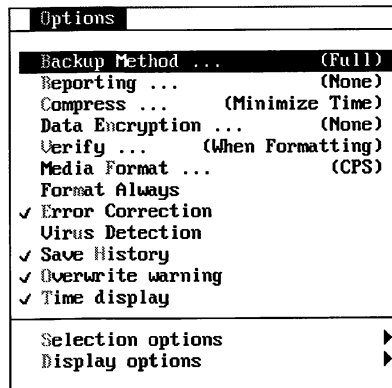 Options
Backup Method ... (Full)
Reporting ... (None)
Compress ... (Minimize Time)
Data Encryption ... (None)
Verify ... (When Formatting)
Media Format ... (CPS)
Format Always
✓ Error Correction
Virus Detection
✓ Save History
✓ Overwrite warning
✓ Time display
Selection options ▶
Display options ▶